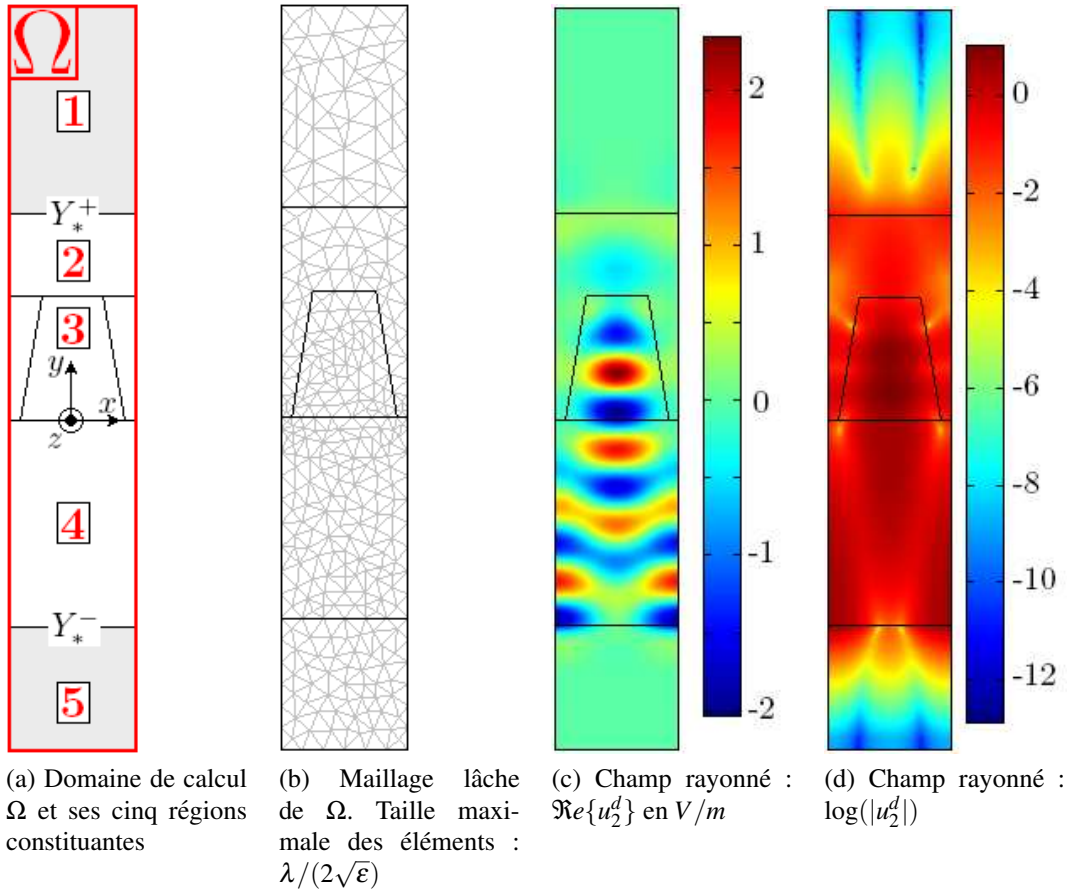 Ω
1
Y*+
2
3
y
x
z
4
Y*−
5
2
1
0
-1
-2
0
-2
-4
-6
-8
-10
-12
(a) Domaine de calcul
Ω et ses cinq régions
constituantes
(b) Maillage lâche
de Ω. Taille maxi-
male des éléments :
λ/(2√ε)
(c) Champ rayonné :
ℜe{u₂ᵈ} en V/m
(d) Champ rayonné :
log(|u₂ᵈ|)